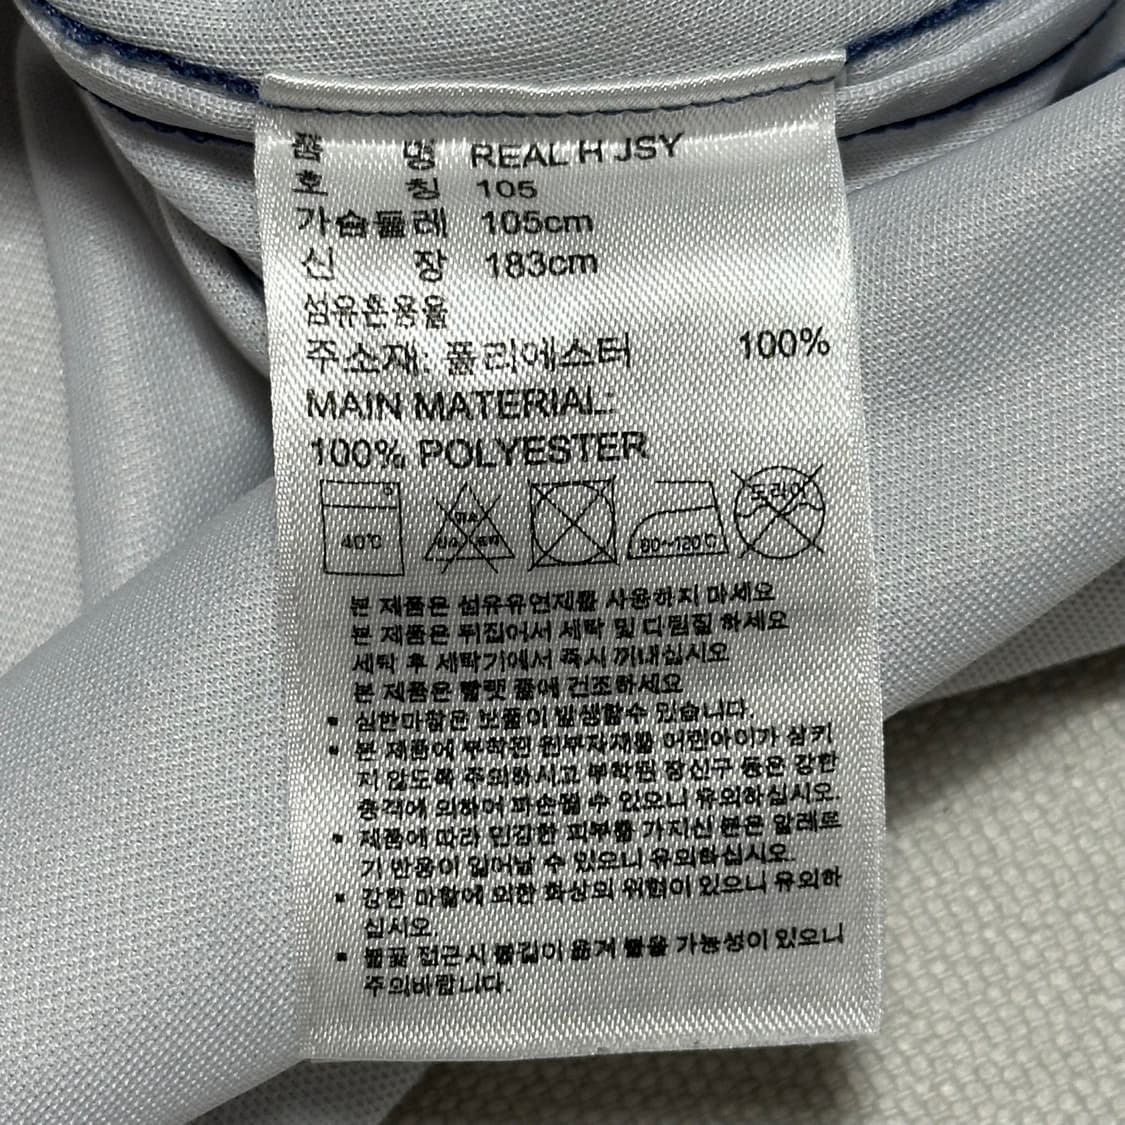 품 명 REAL H JSY
호 칭 105
가슴둘레 105cm
신 장 183cm
섬유혼용율
주소재: 폴리에스터 100%
MAIN MATERIAL:
100% POLYESTER
40℃ 80~120℃ 드라이
본 제품은 섬유유연제를 사용하지 마세요
본 제품은 뒤집어서 세탁 및 다림질 하세요
세탁 후 세탁기에서 즉시 꺼내십시오
본 제품은 빨랫 줄에 건조하세요
▪ 심한마찰은 보풀이 발생할수 있습니다.
▪ 본 제품에 부착된 원부자재를 어린아이가 삼키
지 않도록 주의하시고 부착된 장신구 등은 강한
충격에 의하여 파손될 수 있으니 유의하십시오.
▪ 제품에 따라 민감한 피부를 가지신 분은 알레르
기 반응이 일어날 수 있으니 유의하십시오.
▪ 강한 마찰에 의한 화상의 위험이 있으니 유의하
십시오.
▪ 불꽃 접근시 불길이 옮겨 붙을 가능성이 있으니
주의바랍니다.